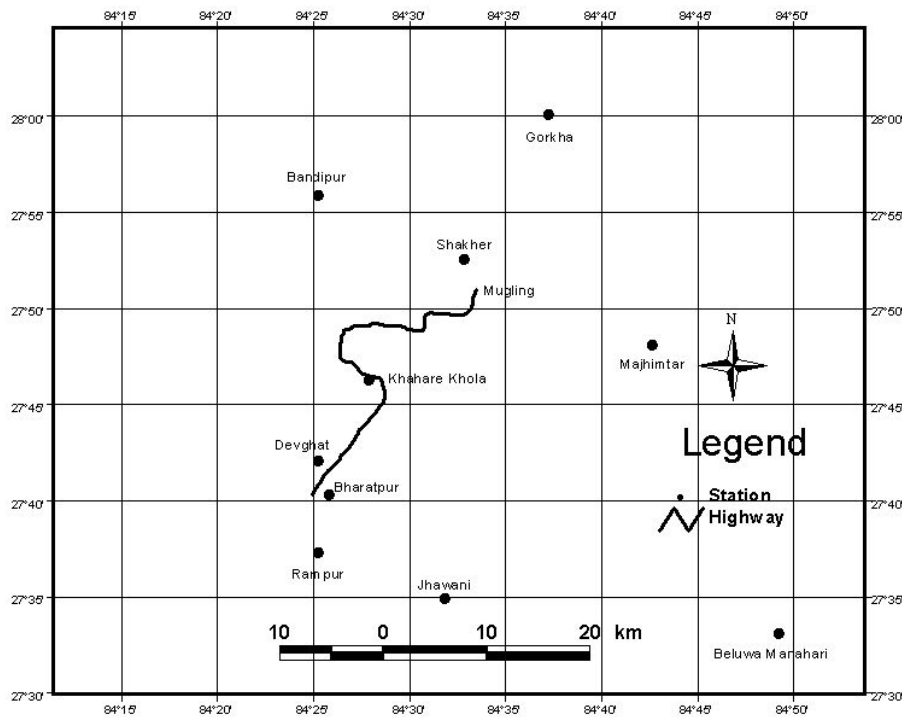 84°15' 84°20' 84°25' 84°30' 84°35' 84°40' 84°45' 84°50'
28°00' 28°00'
Gorkha
Bandipur
27°55' 27°55'
Shakher
Mugling
27°50' 27°50'
N
Majhimtar
Khahare Khola
27°45' 27°45'
Legend
Devghat
Bharatpur
Station
27°40' 27°40'
Highway
Rampur
Jhawani
27°35' 27°35'
10 0 10 20 km
Beluwa Manahari
27°30' 27°30'
84°15' 84°20' 84°25' 84°30' 84°35' 84°40' 84°45' 84°50'